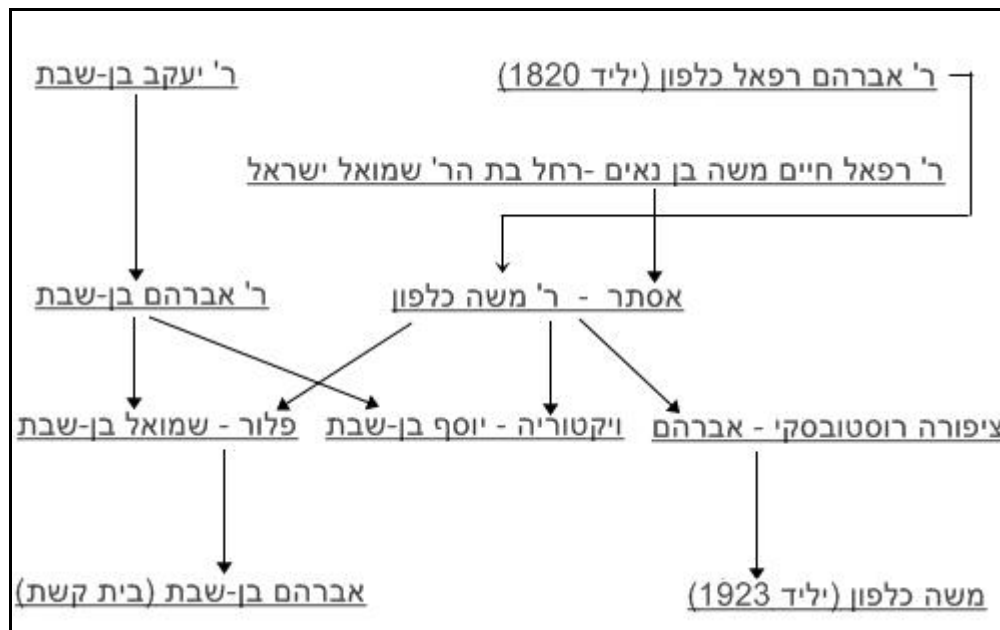 ר' אברהם רפאל כלפון (יליד 1820)
ר' יעקב בן-שבת
ר' רפאל חיים משה בן נאים -רחל בת הר' שמואל ישראל
אסתר - ר' משה כלפון
ר' אברהם בן-שבת
ציפורה רוסטובסקי - אברהם
ויקטוריה - יוסף בן-שבת
פלור - שמואל בן-שבת
משה כלפון (יליד 1923)
אברהם בן-שבת (בית קשת)